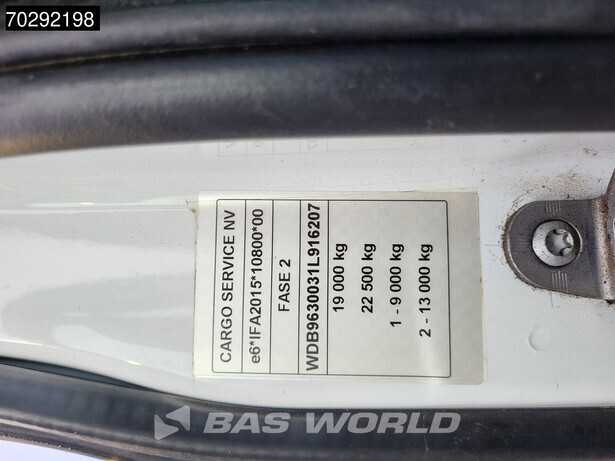 70292198
CARGO SERVICE NV
e6*IFA2015*10800*00
FASE 2
WDB9630031L916207
19 000 kg
22 500 kg
1 - 9 000 kg
2 - 13 000 kg
BAS WORLD